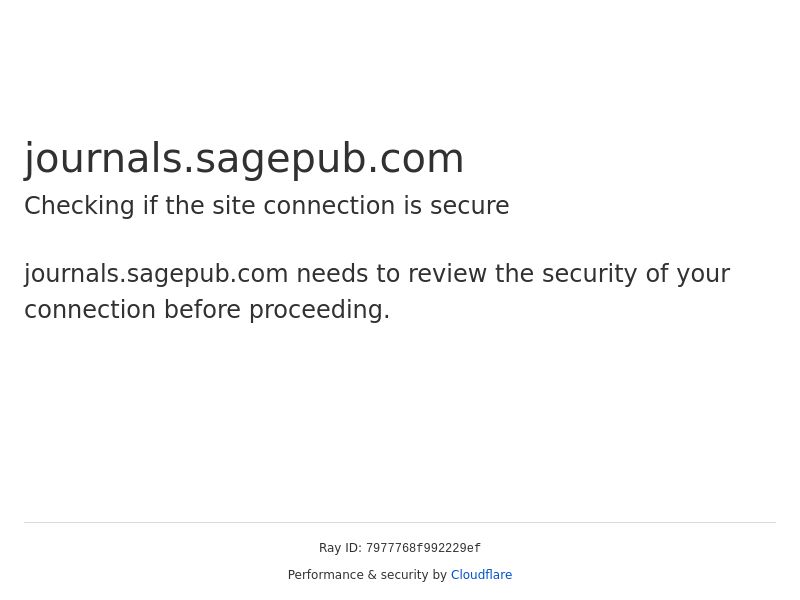 journals.sagepub.com
Checking if the site connection is secure
journals.sagepub.com needs to review the security of your
connection before proceeding.
Ray ID: 7977768f992229ef
Performance & security by Cloudflare